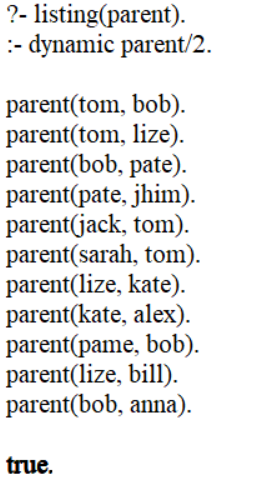 ?- listing(parent).
:- dynamic parent/2.
parent(tom, bob).
parent(tom, lize).
parent(bob, pate).
parent(pate, jhim).
parent(jack, tom).
parent(sarah, tom).
parent(lize, kate).
parent(kate, alex).
parent(pame, bob).
parent(lize, bill).
parent(bob, anna).
true.